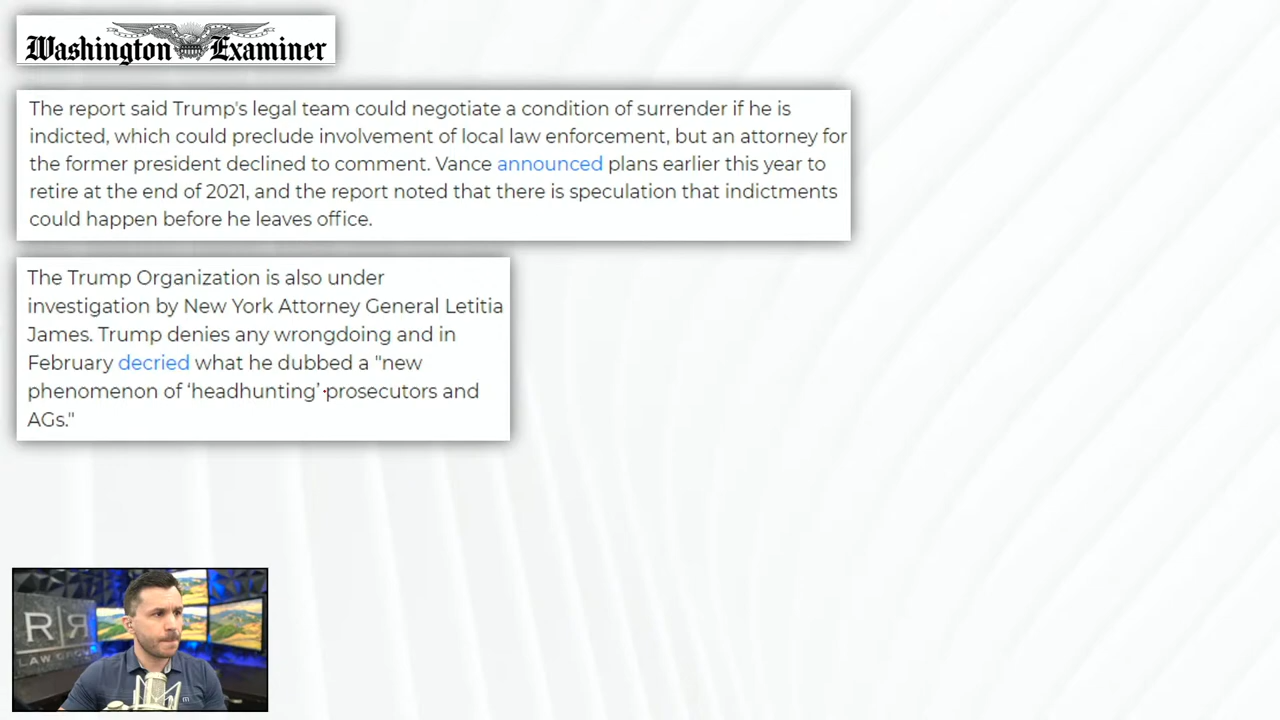 Washington Examiner
The report said Trump's legal team could negotiate a condition of surrender if he is
indicted, which could preclude involvement of local law enforcement, but an attorney for
the former president declined to comment. Vance announced plans earlier this year to
retire at the end of 2021, and the report noted that there is speculation that indictments
could happen before he leaves office.
The Trump Organization is also under
investigation by New York Attorney General Letitia
James. Trump denies any wrongdoing and in
February decried what he dubbed a "new
phenomenon of ‘headhunting’ prosecutors and
AGs."
R|R
LAW GROUP
m